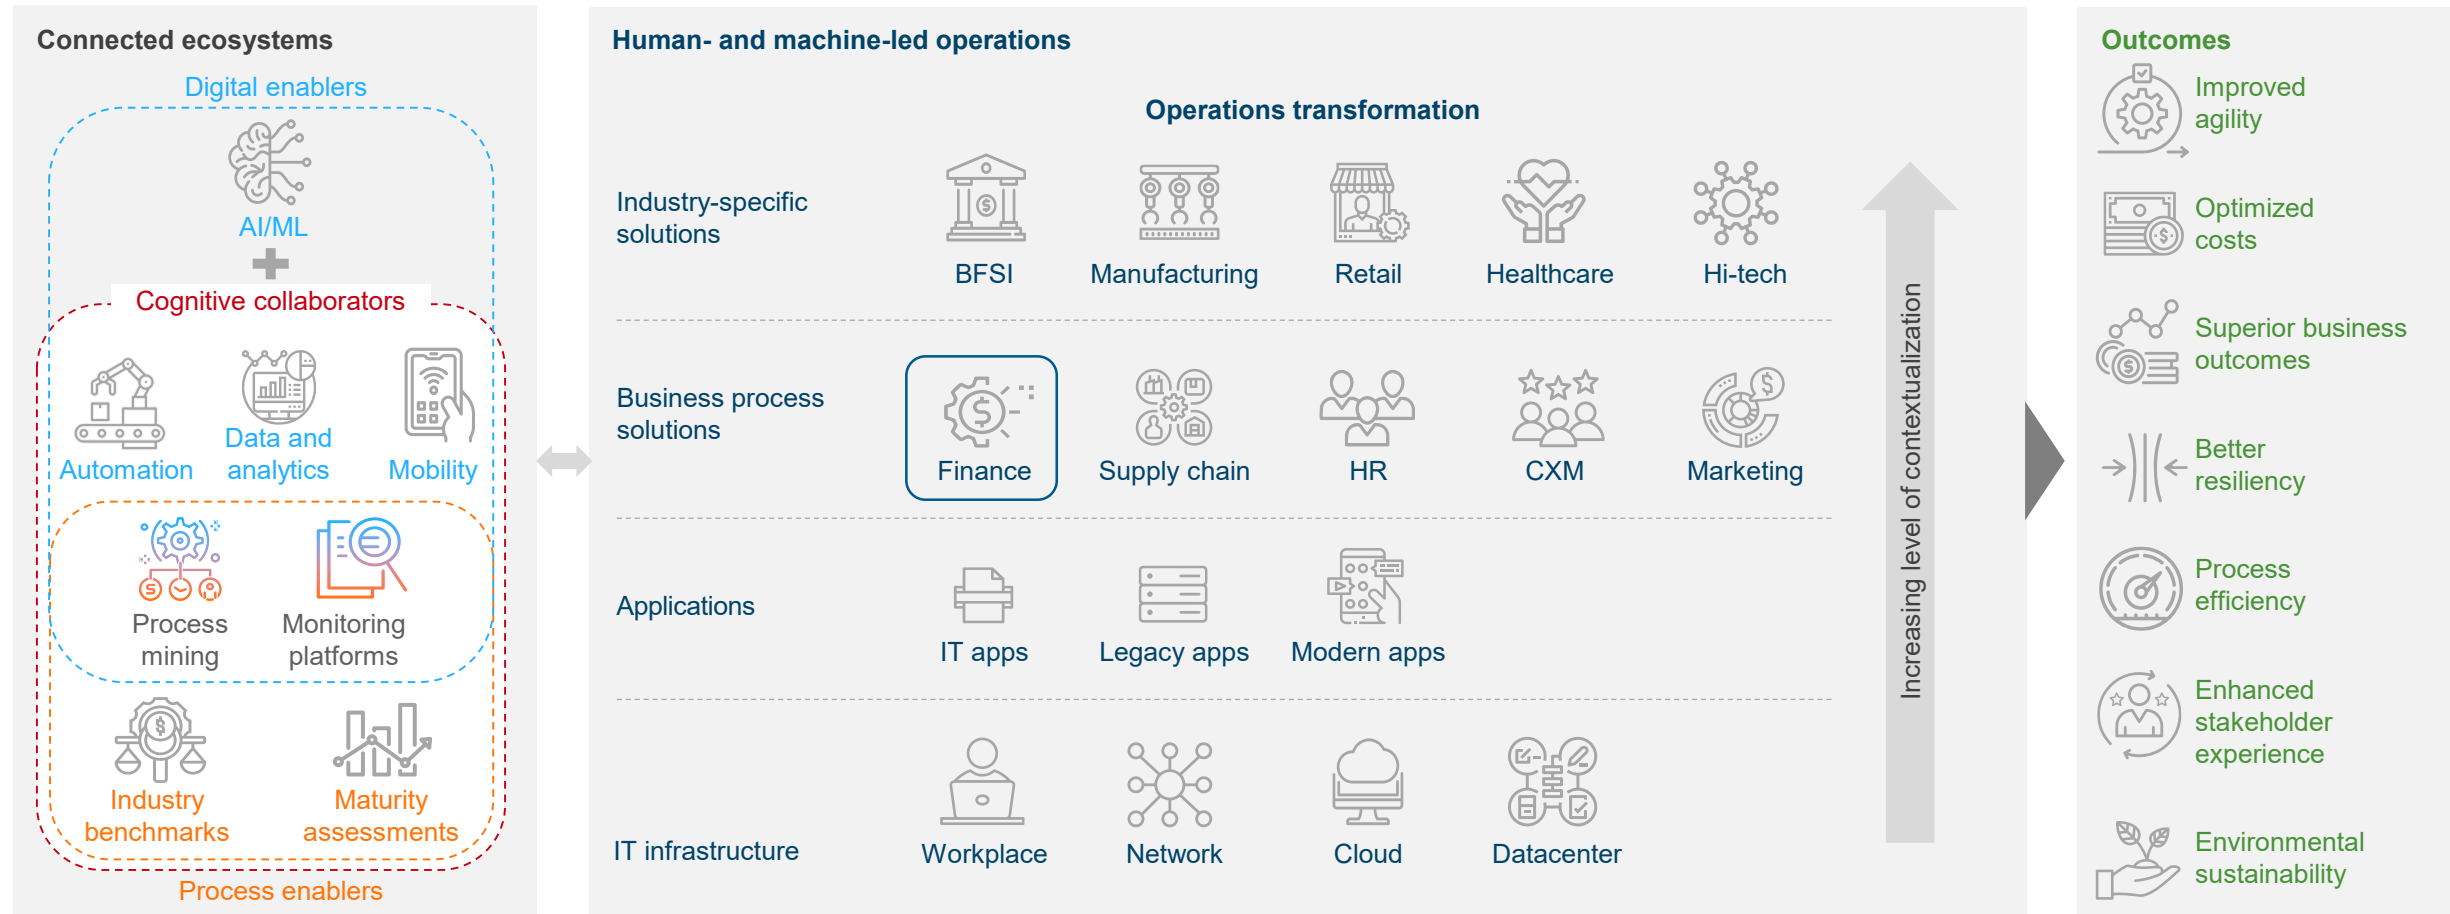 Connected ecosystems
Digital enablers
AI/ML
Cognitive collaborators
Automation
Data and
analytics
Mobility
Process
mining
Monitoring
platforms
Industry
benchmarks
Maturity
assessments
Process enablers
Human- and machine-led operations
Operations transformation
Industry-specific
solutions
BFSI
Manufacturing
Retail
Healthcare
Hi-tech
Business process
solutions
Finance
Supply chain
HR
CXM
Marketing
Applications
IT apps
Legacy apps
Modern apps
IT infrastructure
Workplace
Network
Cloud
Datacenter
Increasing level of contextualization
Outcomes
Improved
agility
Optimized
costs
Superior business
outcomes
Better
resiliency
Process
efficiency
Enhanced
stakeholder
experience
Environmental
sustainability